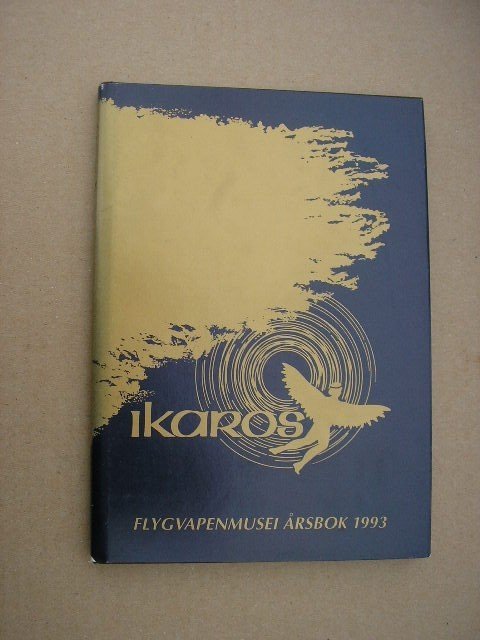 IKAROS
FLYGVAPENMUSEI ÅRSBOK 1993